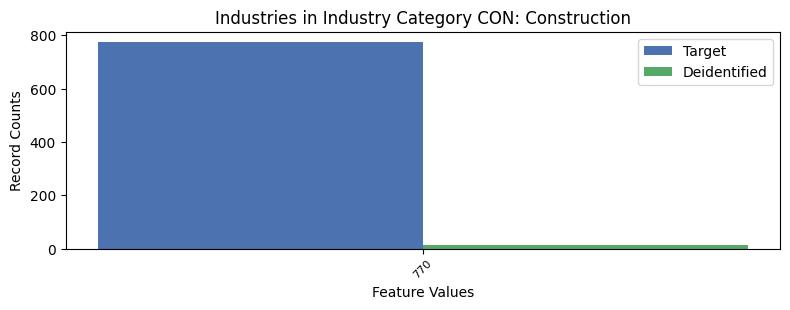 Industries in Industry Category CON: Construction
Target
Deidentified
Record Counts
800
600
400
200
0
770
Feature Values